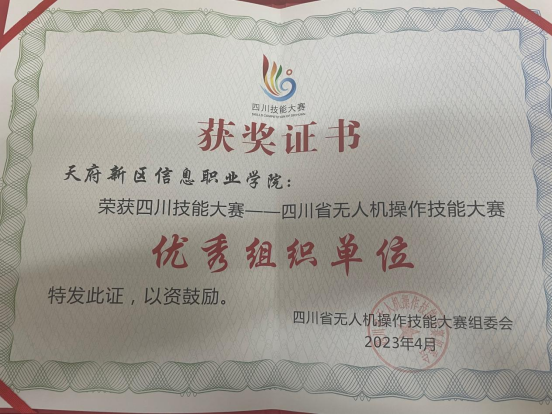 四川技能大赛
获奖证书
天府新区信息职业学院：
荣获四川技能大赛——四川省无人机操作技能大赛
优秀组织单位
特发此证，以资鼓励。
四川省无人机操作技能大赛组委会
2023年4月